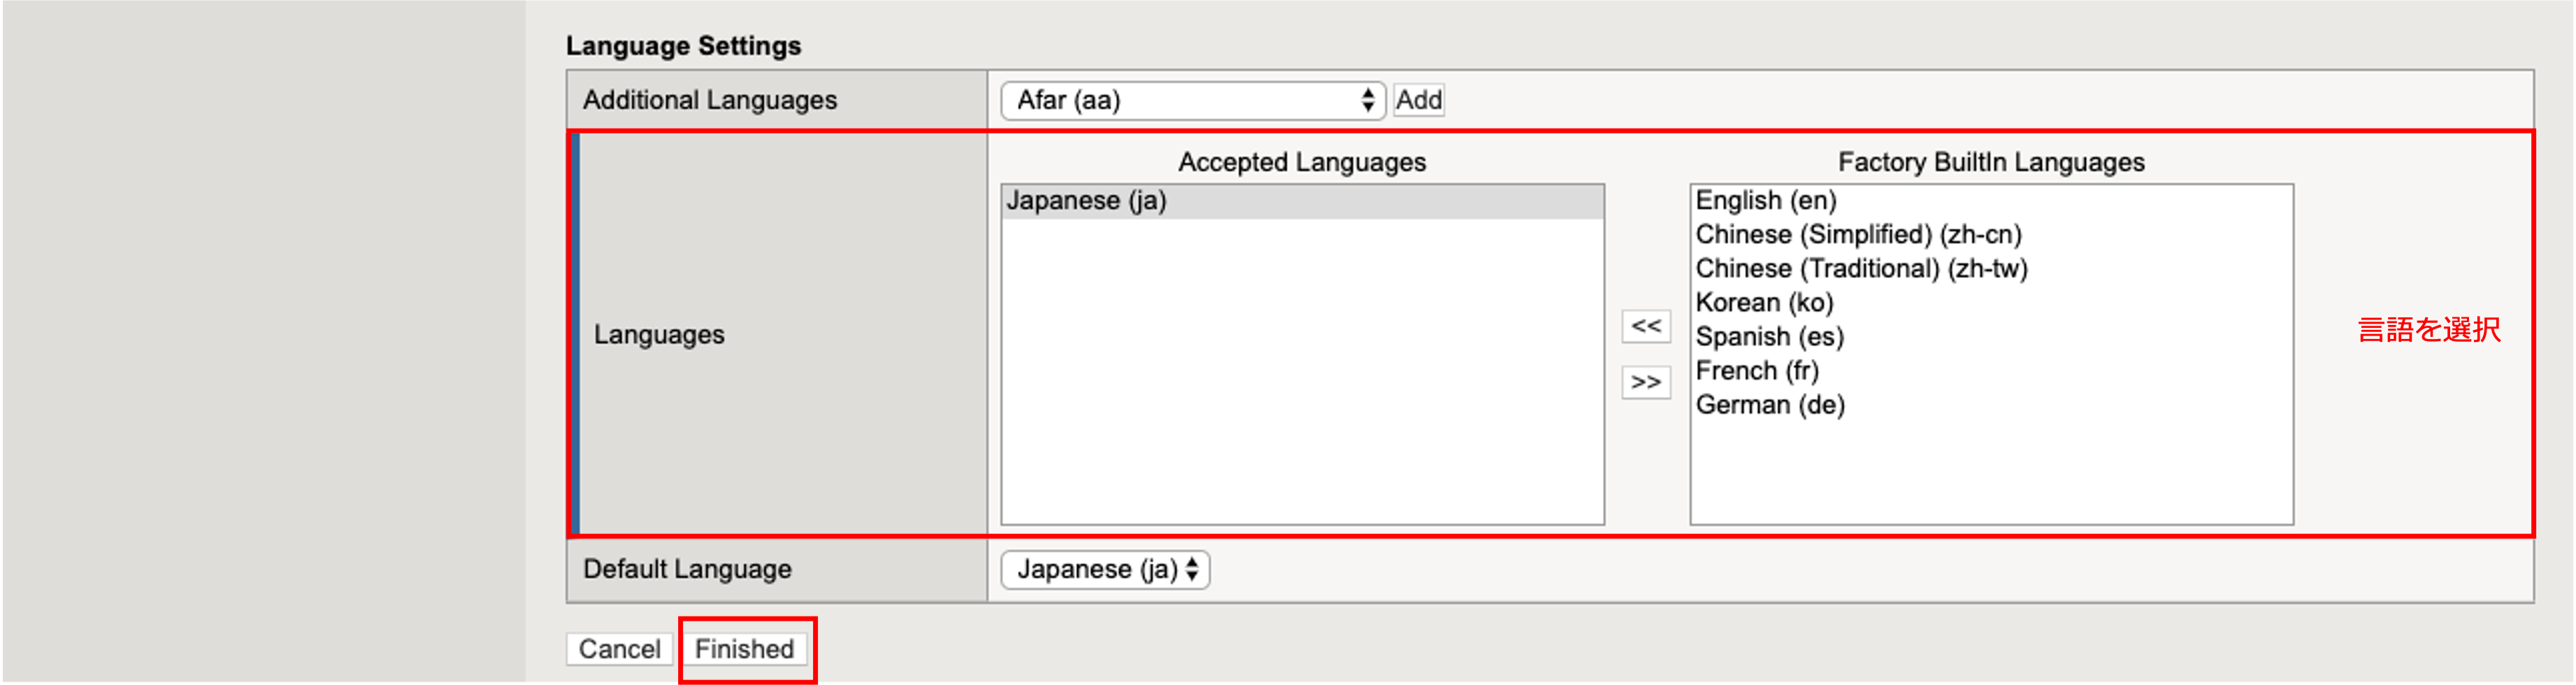 Language Settings
Additional Languages
Afar (aa)
Add
Languages
Accepted Languages
Japanese (ja)
<<
>>
Factory BuiltIn Languages
English (en)
Chinese (Simplified) (zh-cn)
Chinese (Traditional) (zh-tw)
Korean (ko)
Spanish (es)
French (fr)
German (de)
言語を選択
Default Language
Japanese (ja)
Cancel
Finished